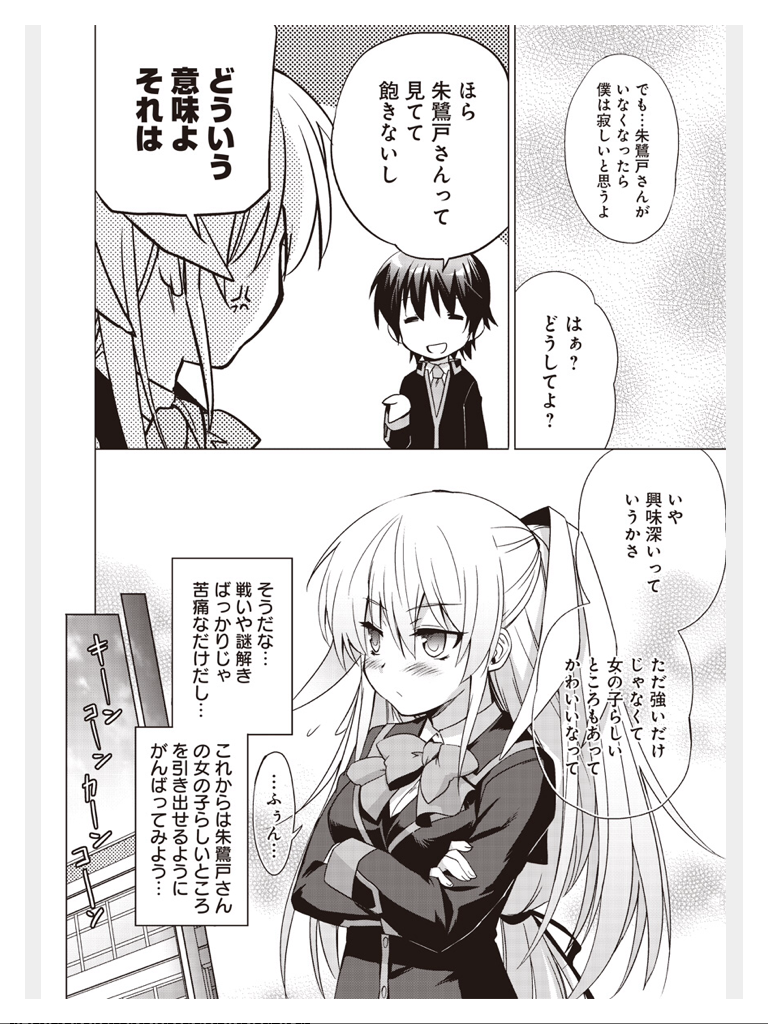 でも…朱鷺戸さんが
いなくなったら
僕は寂しいと思うよ
はぁ?
どうしてよ?
ほら
朱鷺戸さんって
見てて
飽きないし
どういう
意味よ
それは
いや
興味深いって
いうかさ
ただ強いだけ
じゃなくて
女の子らしい
ところもあって
かわいいなって
…ふぅん…
そうだな…
戦いや謎解き
ばっかりじゃ
苦痛なだけだし…
これからは朱鷺戸さん
の女の子らしいところ
を引き出せるように
がんばってみよう…
キーン
コーン
カーン
コーン